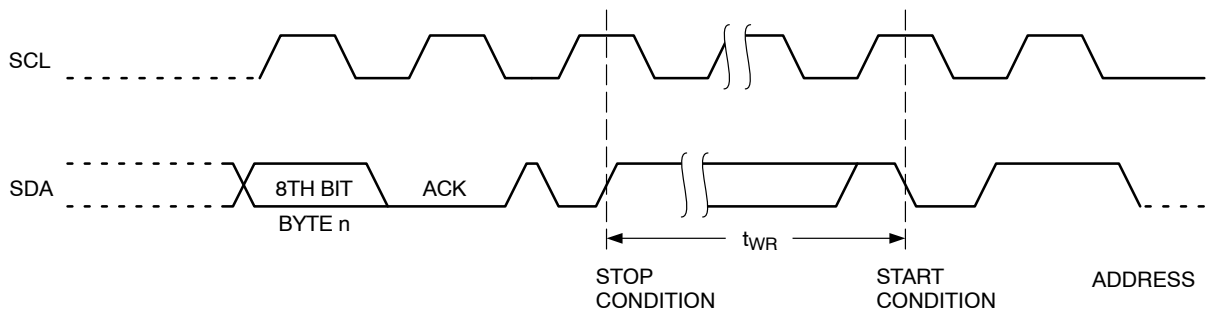 SCL
SDA
8TH BIT
ACK
BYTE n
tWR
STOP
CONDITION
START
CONDITION
ADDRESS